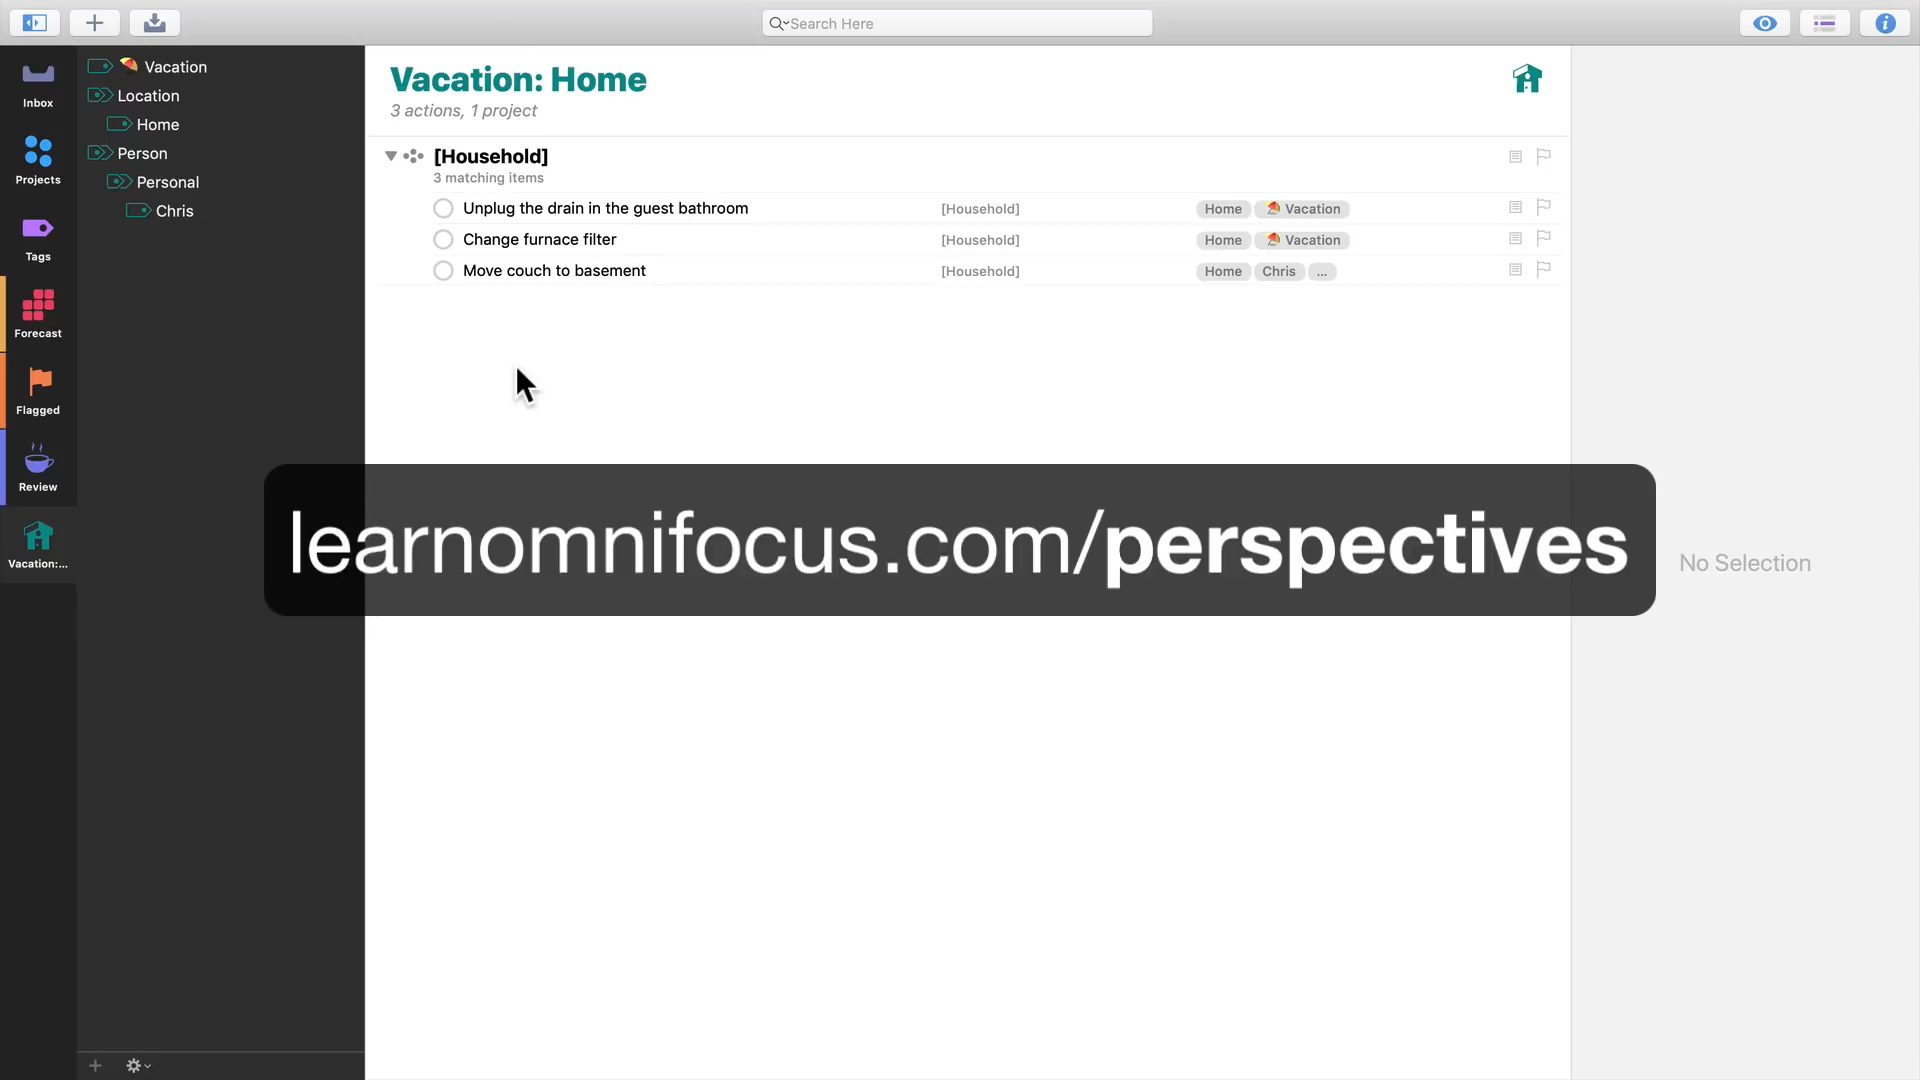 Search Here
Inbox
Projects
Tags
Forecast
Flagged
Review
Vacation:...
Vacation
Location
Home
Person
Personal
Chris
Vacation: Home
3 actions, 1 project
[Household]
3 matching items
Unplug the drain in the guest bathroom [Household] Home Vacation
Change furnace filter [Household] Home Vacation
Move couch to basement [Household] Home Chris ...
learnomnifocus.com/perspectives
No Selection